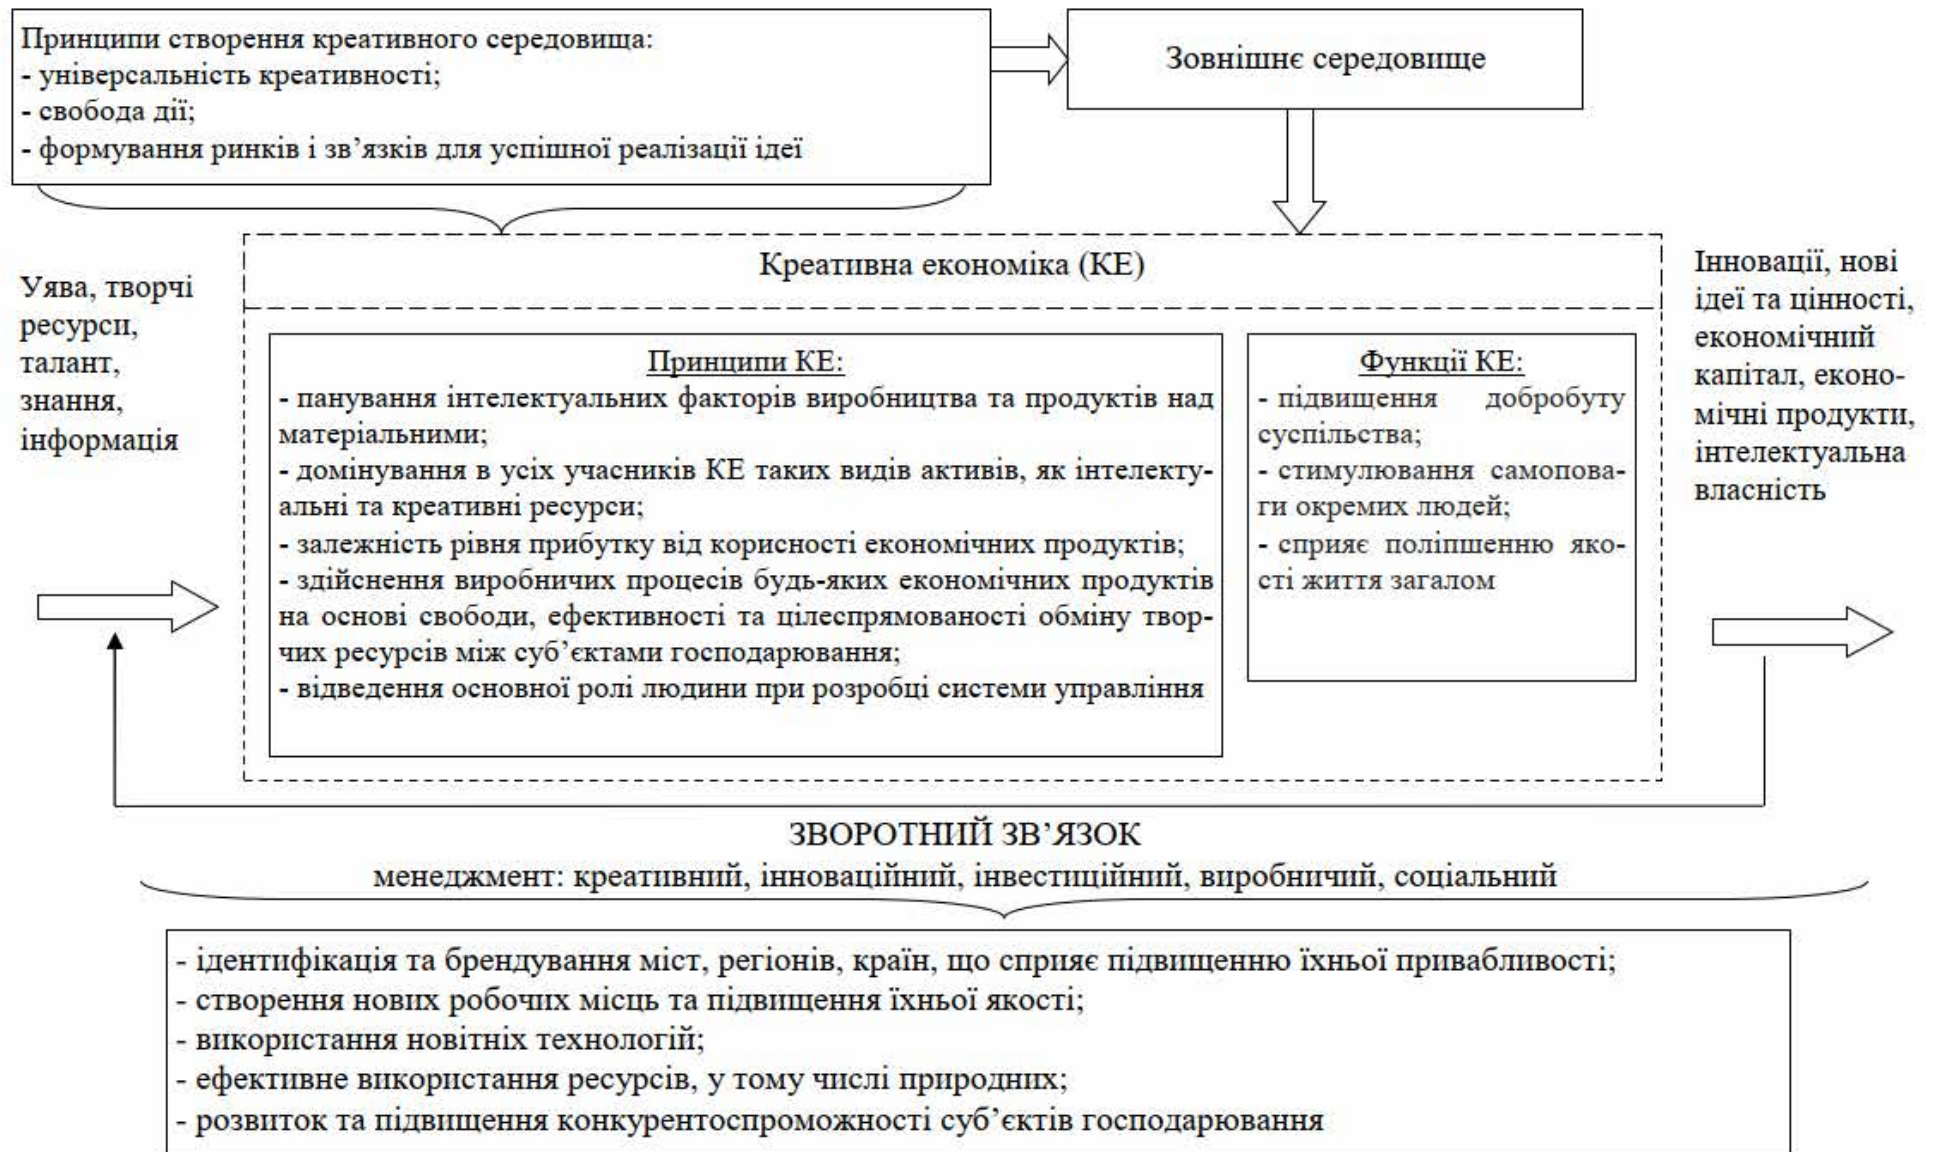 Принципи створення креативного середовища:
- універсальність креативності;
- свобода дії;
- формування ринків і зв’язків для успішної реалізації ідеї
Зовнішнє середовище
Креативна економіка (КЕ)
Уява, творчі
ресурси,
талант,
знання,
інформація
Принципи КЕ:
- панування інтелектуальних факторів виробництва та продуктів над
матеріальними;
- домінування в усіх учасників КЕ таких видів активів, як інтелекту-
альні та креативні ресурси;
- залежність рівня прибутку від корисності економічних продуктів;
- здійснення виробничих процесів будь-яких економічних продуктів
на основі свободи, ефективності та цілеспрямованості обміну твор-
чих ресурсів між суб’єктами господарювання;
- відведення основної ролі людини при розробці системи управління
Функції КЕ:
- підвищення добробуту
суспільства;
- стимулювання самопова-
ги окремих людей;
- сприяє поліпшенню яко-
сті життя загалом
Інновації, нові
ідеї та цінності,
економічний
капітал, еконо-
мічні продукти,
інтелектуальна
власність
ЗВОРОТНИЙ ЗВ’ЯЗОК
менеджмент: креативний, інноваційний, інвестиційний, виробничий, соціальний
- ідентифікація та брендування міст, регіонів, країн, що сприяє підвищенню їхньої привабливості;
- створення нових робочих місць та підвищення їхньої якості;
- використання новітніх технологій;
- ефективне використання ресурсів, у тому числі природних;
- розвиток та підвищення конкурентоспроможності суб’єктів господарювання